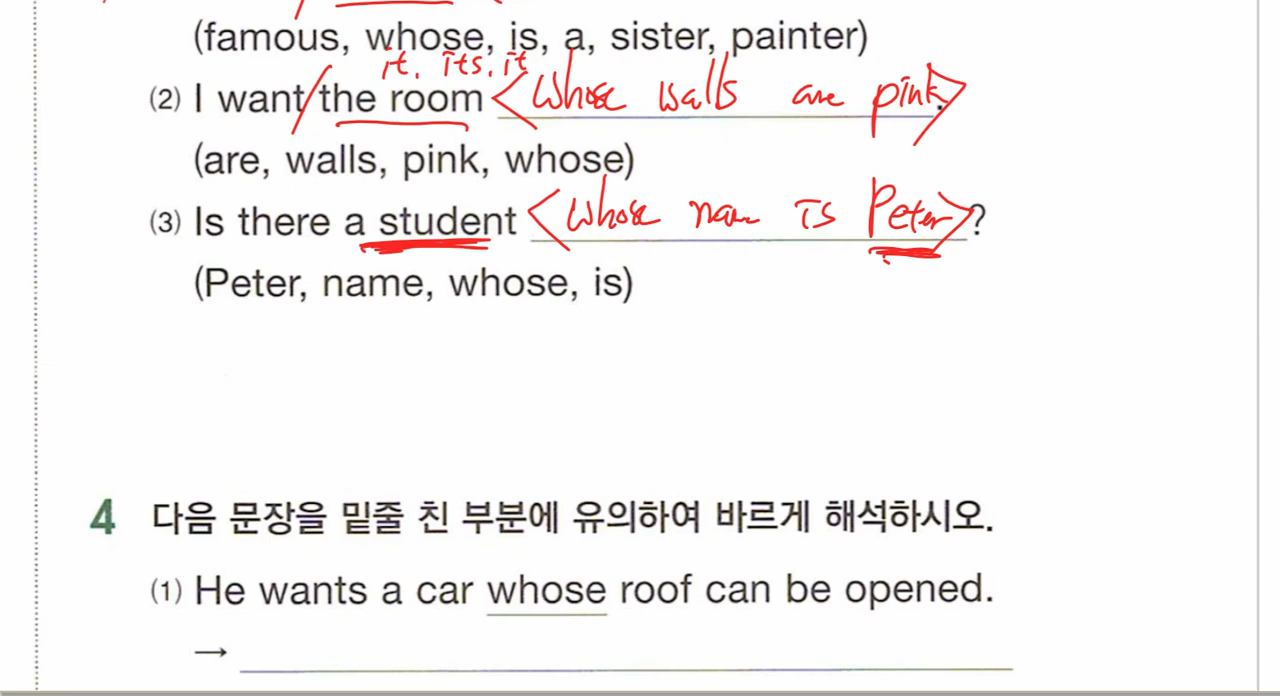 (famous, whose, is, a, sister, painter)
it. its. it
(2) I want the room <whose walls are pink>.
(are, walls, pink, whose)
(3) Is there a student <whose name is Peter>?
(Peter, name, whose, is)
4 다음 문장을 밑줄 친 부분에 유의하여 바르게 해석하시오.
(1) He wants a car whose roof can be opened.
→